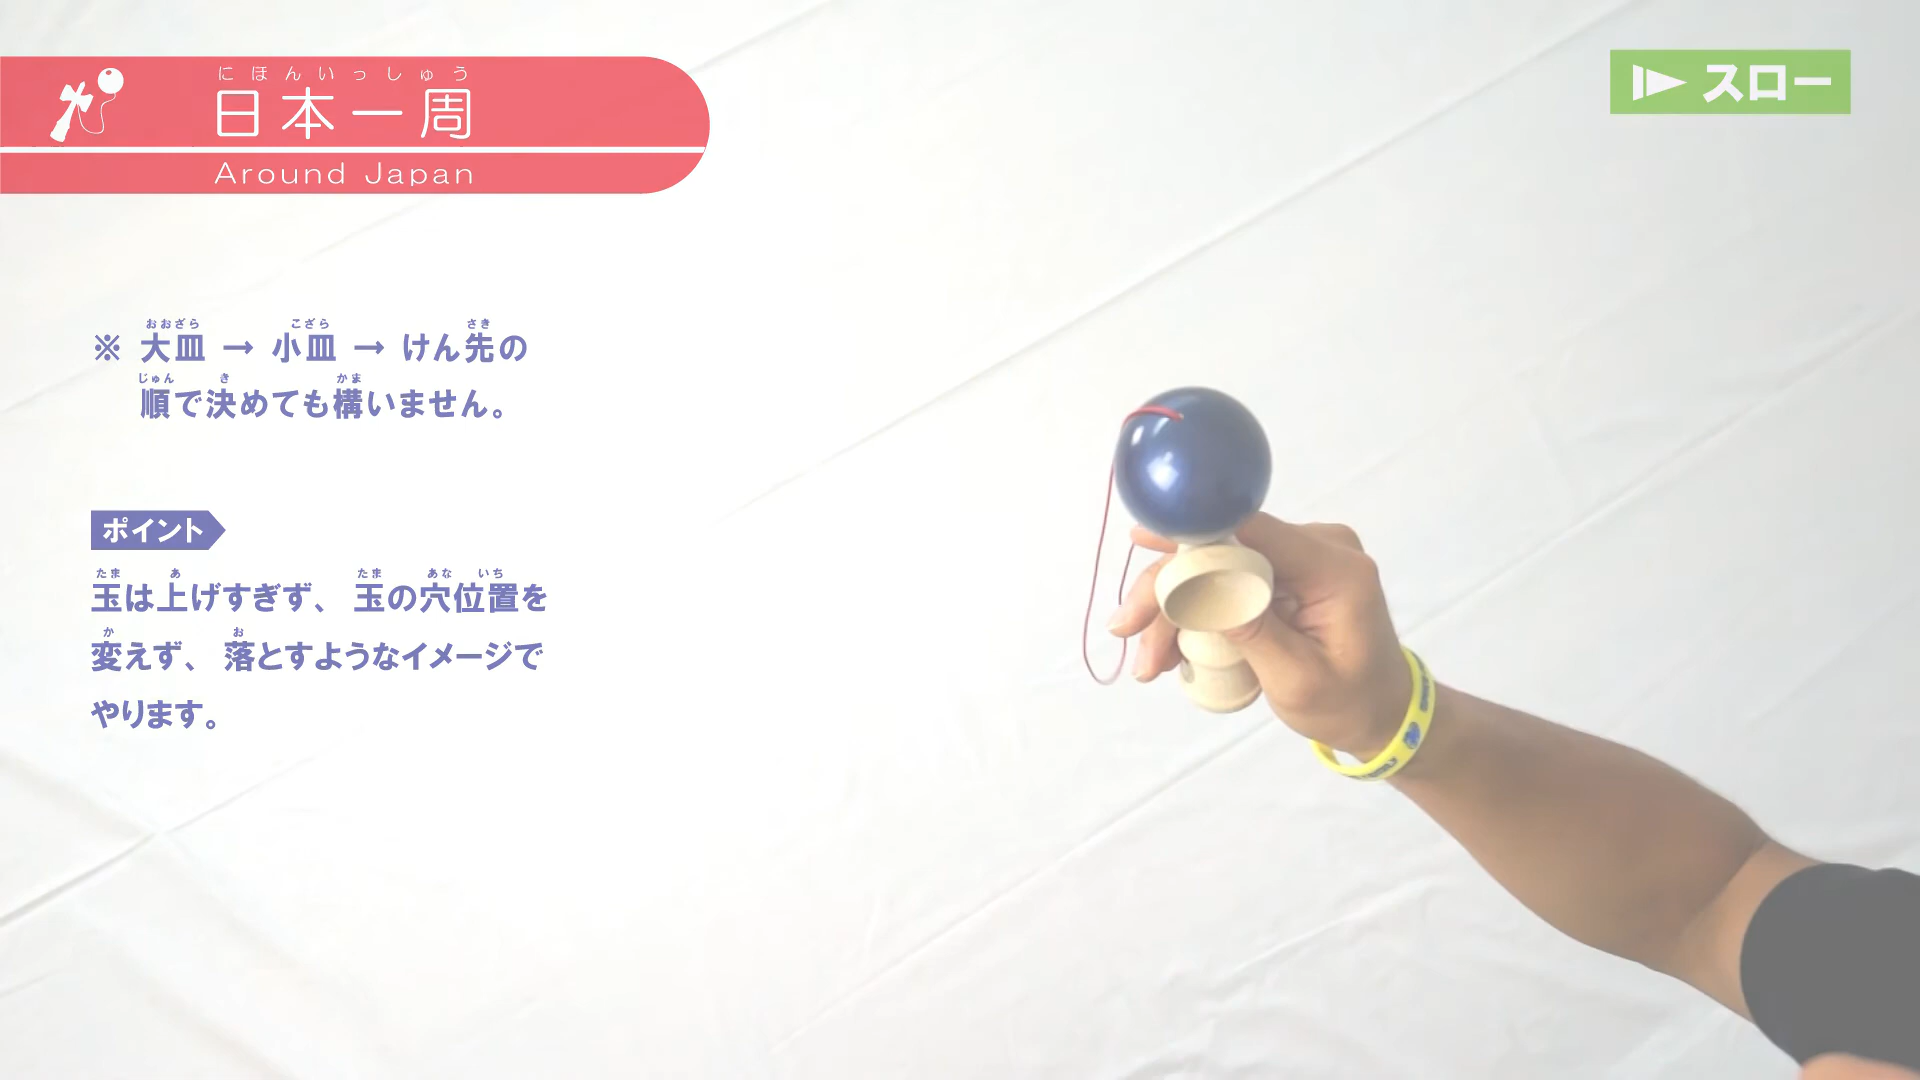 にほんいっしゅう
日本一周
Around Japan
スロー
おおざら こざら さき
※ 大皿 → 小皿 → けん先の
じゅん き かま
順で決めても構いません。
ポイント
たま あ たま あな いち
玉は上げすぎず、玉の穴位置を
か お
変えず、落とすようなイメージで
やります。